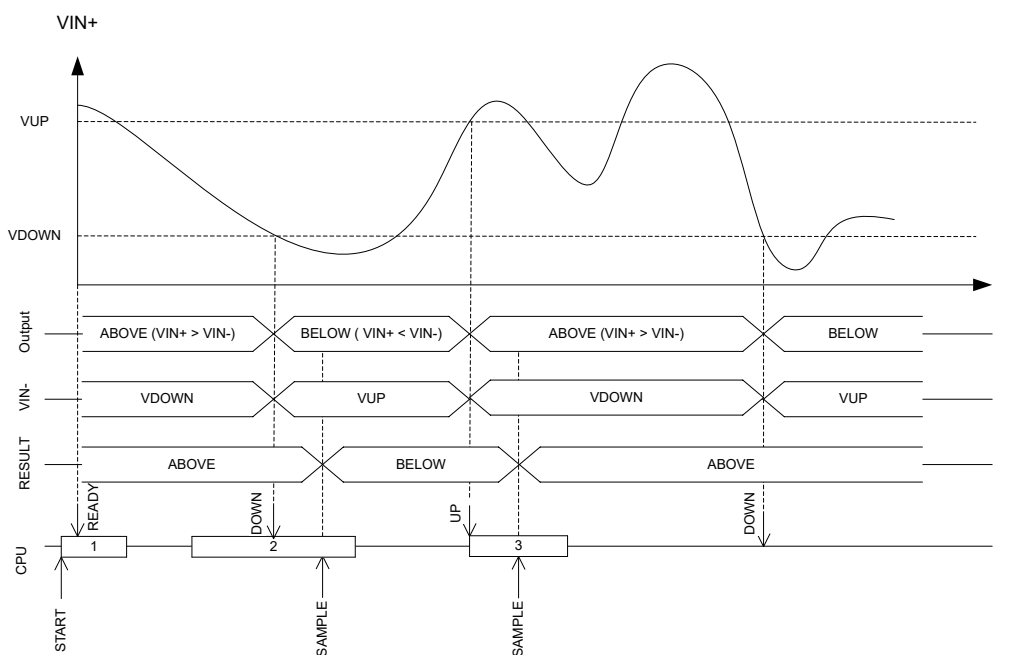 VIN+
VUP
VDOWN
Output
ABOVE (VIN+ > VIN-)
BELOW ( VIN+ < VIN-)
ABOVE (VIN+ > VIN-)
BELOW
VIN-
VDOWN
VUP
VDOWN
VUP
RESULT
ABOVE
BELOW
ABOVE
READY
DOWN
UP
DOWN
CPU
1
2
3
START
SAMPLE
SAMPLE